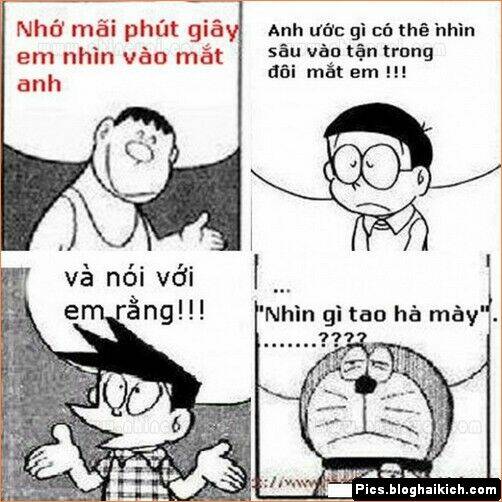 Nhớ mãi phút giây
em nhìn vào mắt
anh
Anh ước gì có thể nhìn
sâu vào tận trong
đôi mắt em !!!
và nói với
em rằng!!!
...
"Nhìn gì tao hà mày".
........????
Pics.bloghaikich.com